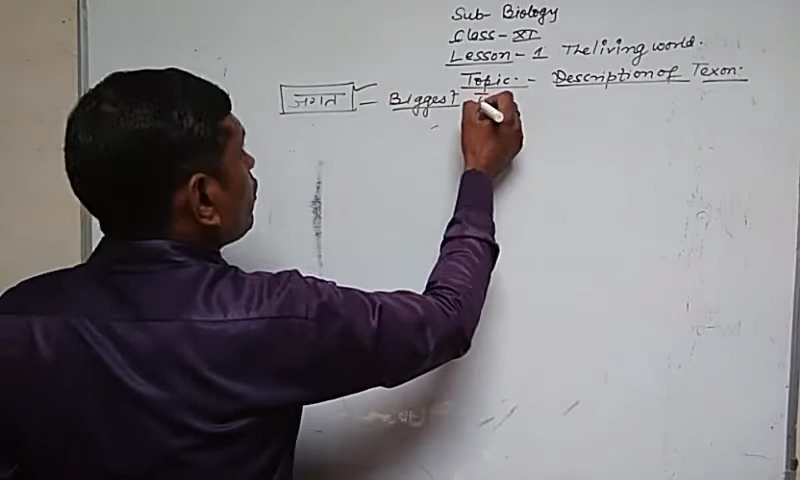 Sub- Biology
Class- XI
Lesson- 1 The living world.
Topic. - Description of Texon.
जगत = Biggest